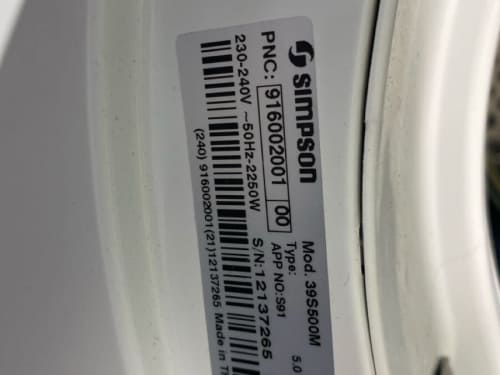 SIMPSON
Mod. 39S500M
Type: 5.0
PNC: 916002001 00
APP NO:S91
230-240V ~50Hz-2250W
S/N:12137265
(240) 916002001(21)12137265 Made in